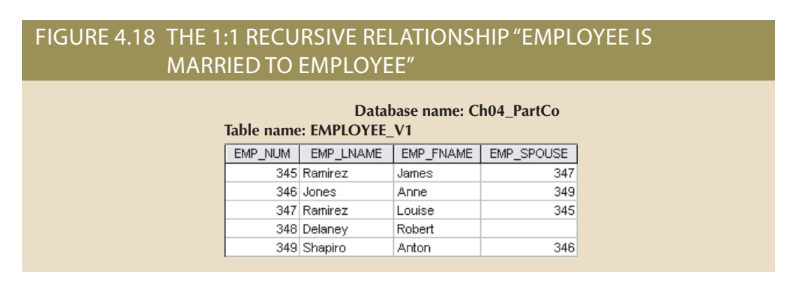 FIGURE 4.18 THE 1:1 RECURSIVE RELATIONSHIP “EMPLOYEE IS
MARRIED TO EMPLOYEE”
Database name: Ch04_PartCo
Table name: EMPLOYEE_V1
EMP_NUM EMP_LNAME EMP_FNAME EMP_SPOUSE
345 Ramirez James 347
346 Jones Anne 349
347 Ramirez Louise 345
348 Delaney Robert
349 Shapiro Anton 346